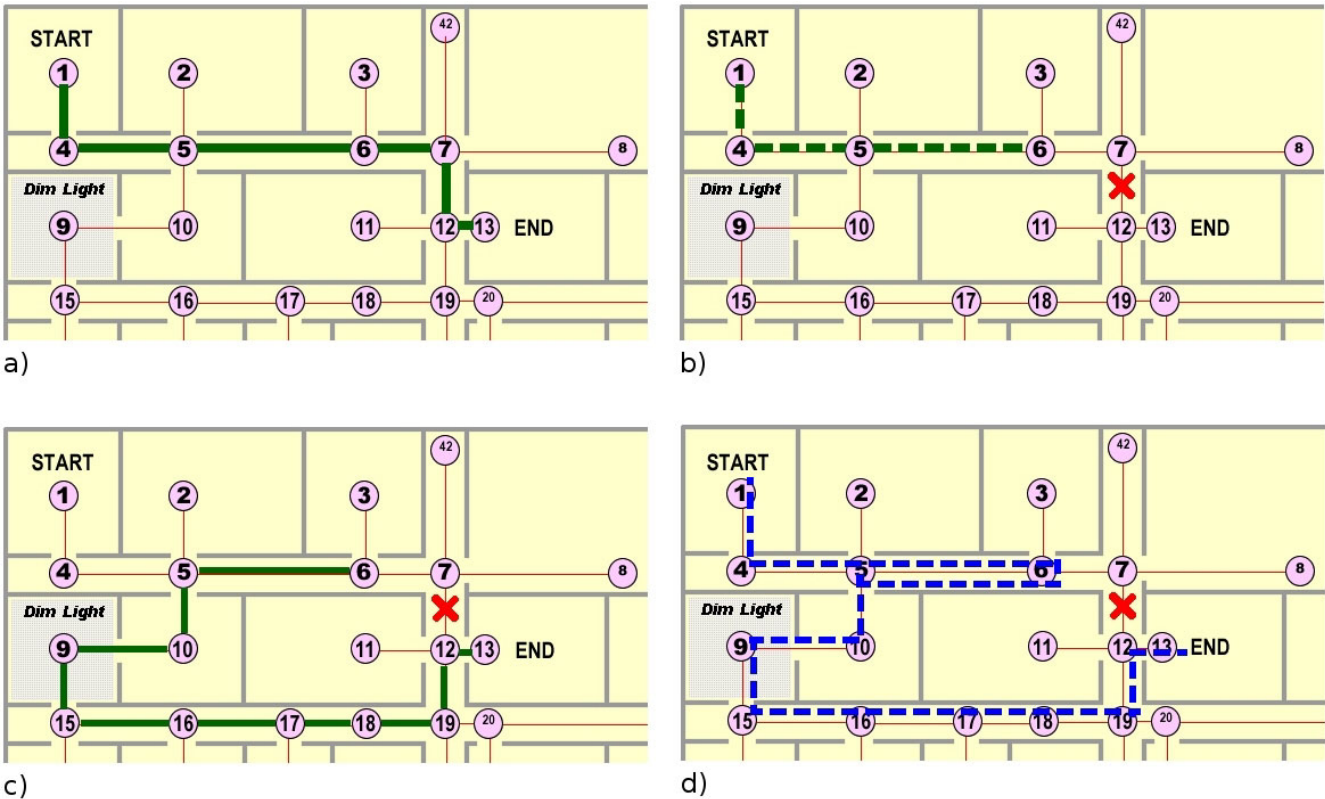 42
START
1 2 3
4 5 6 7 8
Dim Light
9 10 11 12 13 END
15 16 17 18 19 20
a)
42
START
1 2 3
4 5 6 7 8
Dim Light
9 10 11 12 13 END
15 16 17 18 19 20
b)
42
START
1 2 3
4 5 6 7 8
Dim Light
9 10 11 12 13 END
15 16 17 18 19 20
c)
42
START
1 2 3
4 5 6 7 8
Dim Light
9 10 11 12 13 END
15 16 17 18 19 20
d)